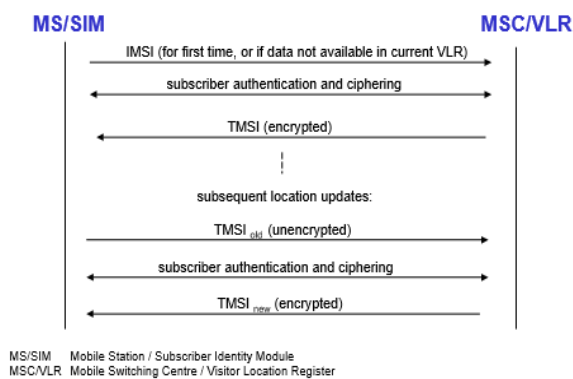 MS/SIM MSC/VLR
IMSI (for first time, or if data not available in current VLR)
subscriber authentication and ciphering
TMSI (encrypted)
subsequent location updates:
TMSI old (unencrypted)
subscriber authentication and ciphering
TMSI new (encrypted)
MS/SIM Mobile Station / Subscriber Identity Module
MSC/VLR Mobile Switching Centre / Visitor Location Register